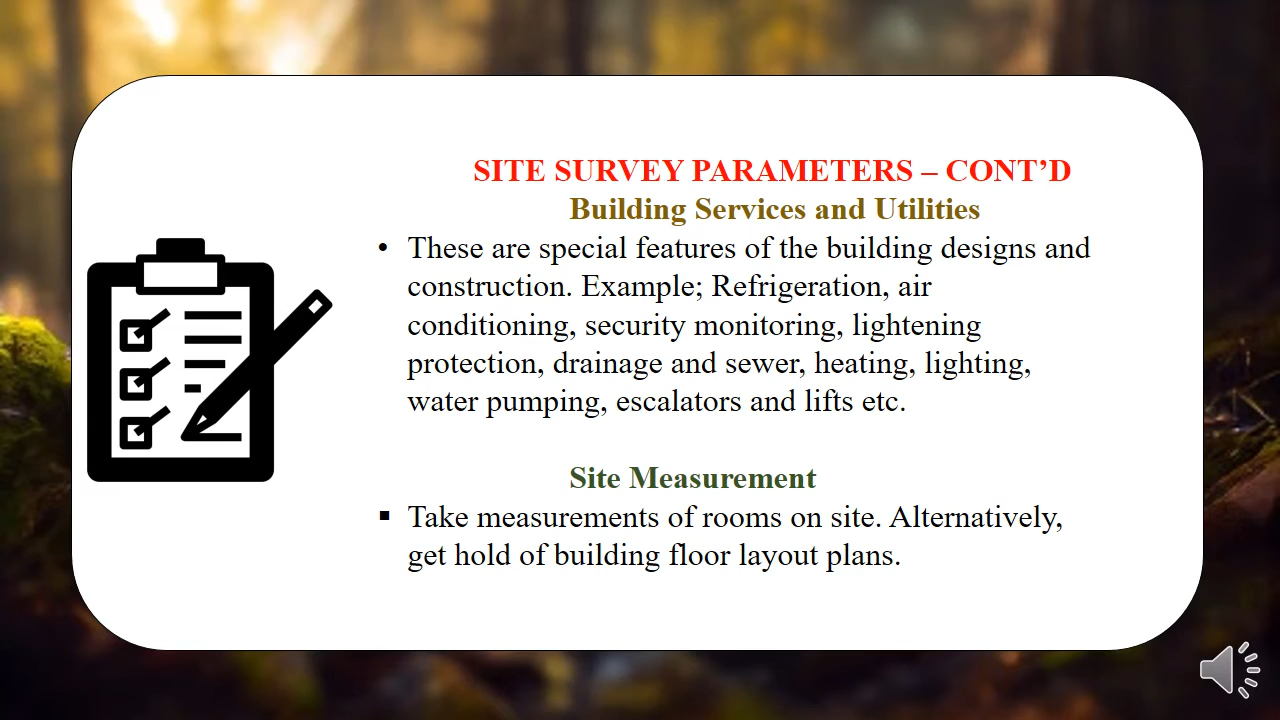 SITE SURVEY PARAMETERS – CONT’D
Building Services and Utilities
• These are special features of the building designs and
construction. Example; Refrigeration, air
conditioning, security monitoring, lightening
protection, drainage and sewer, heating, lighting,
water pumping, escalators and lifts etc.
Site Measurement
▪ Take measurements of rooms on site. Alternatively,
get hold of building floor layout plans.